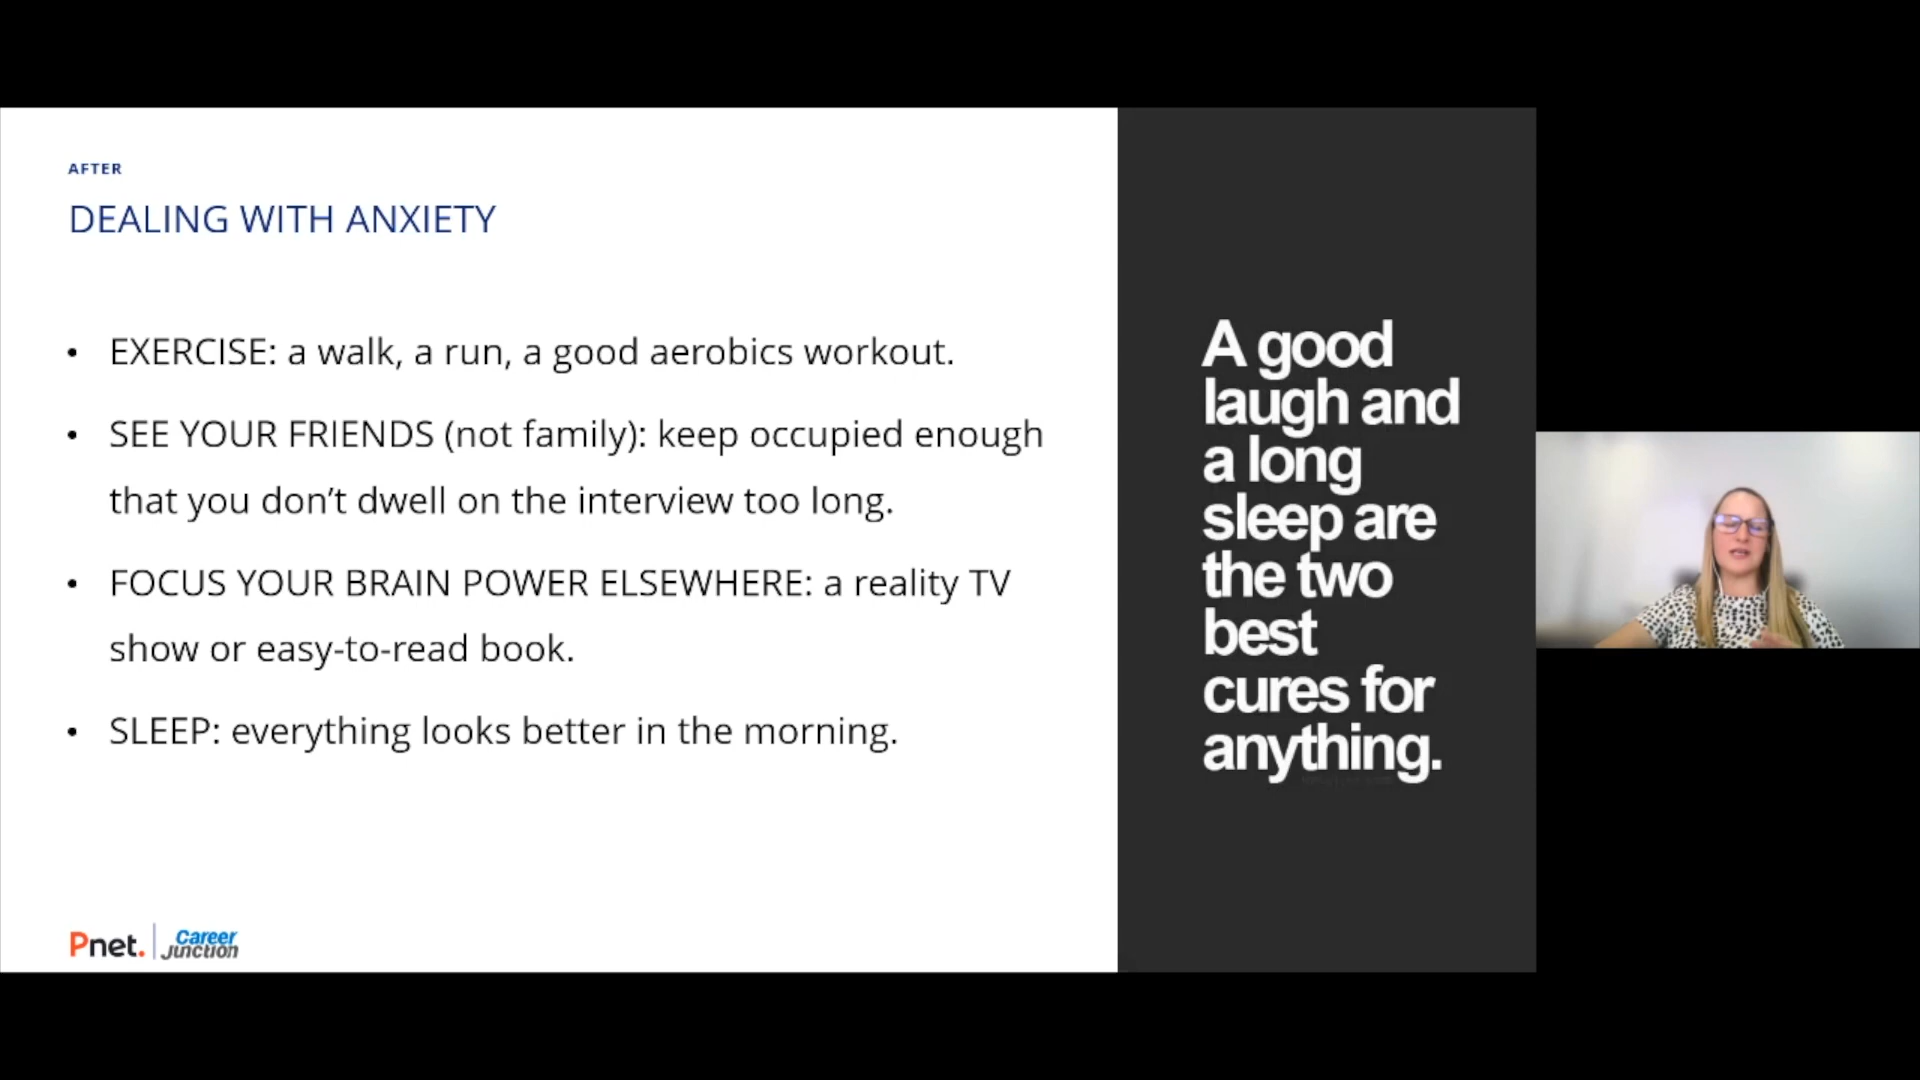 AFTER
DEALING WITH ANXIETY
• EXERCISE: a walk, a run, a good aerobics workout.
• SEE YOUR FRIENDS (not family): keep occupied enough
that you don’t dwell on the interview too long.
• FOCUS YOUR BRAIN POWER ELSEWHERE: a reality TV
show or easy-to-read book.
• SLEEP: everything looks better in the morning.
Pnet. Career
Junction
A good
laugh and
a long
sleep are
the two
best
cures for
anything.